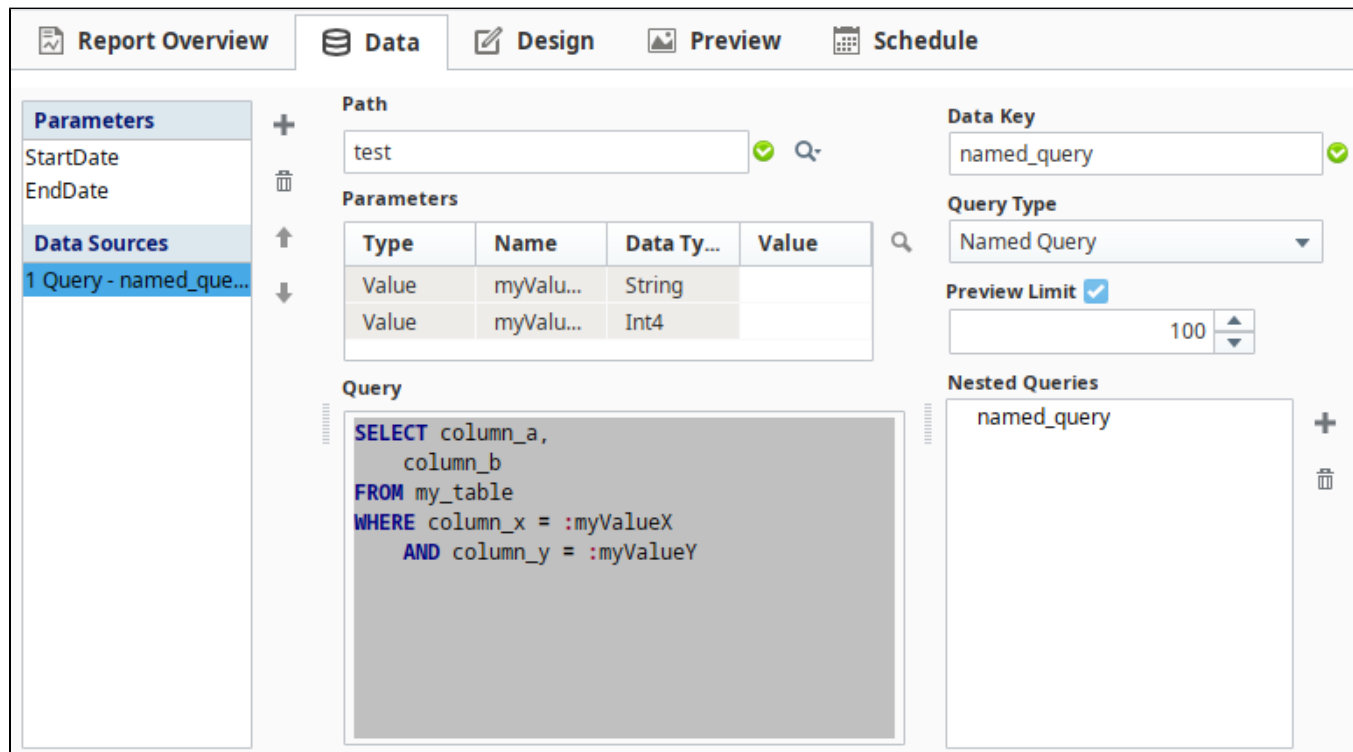 Report Overview Data Design Preview Schedule
Parameters
StartDate
EndDate
Data Sources
1 Query - named_que...
Path
test
Parameters
Type Name Data Ty... Value
Value myValu... String
Value myValu... Int4
Query
SELECT column_a,
column_b
FROM my_table
WHERE column_x = :myValueX
AND column_y = :myValueY
Data Key
named_query
Query Type
Named Query
Preview Limit
100
Nested Queries
named_query